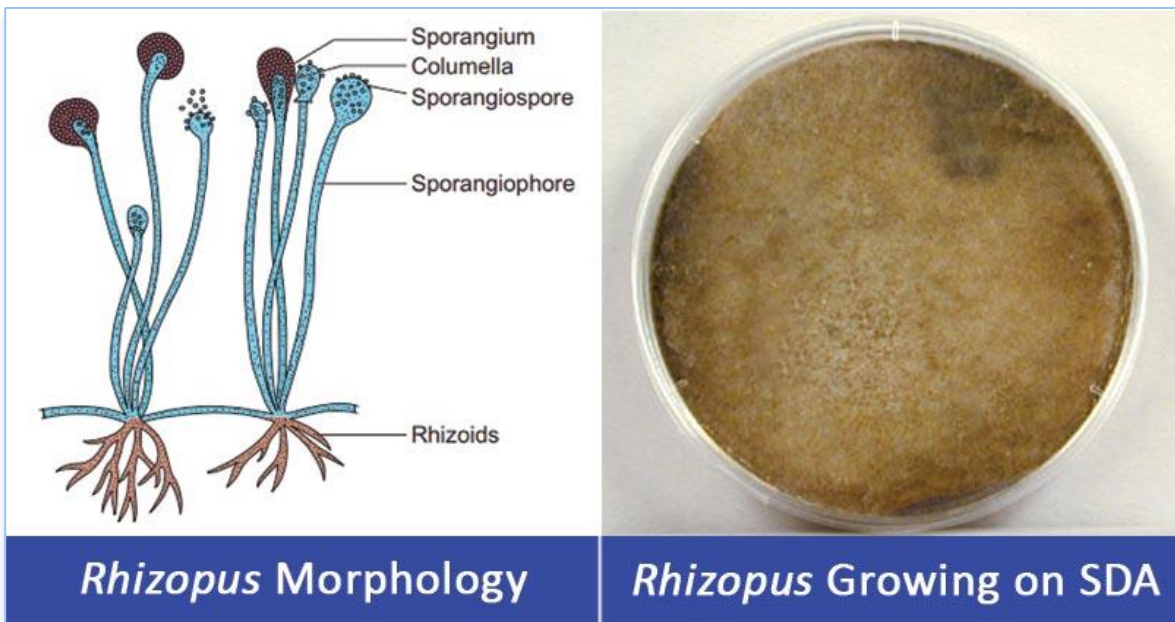 Sporangium
Columella
Sporangiospore
Sporangiophore
Rhizoids
Rhizopus Morphology
Rhizopus Growing on SDA